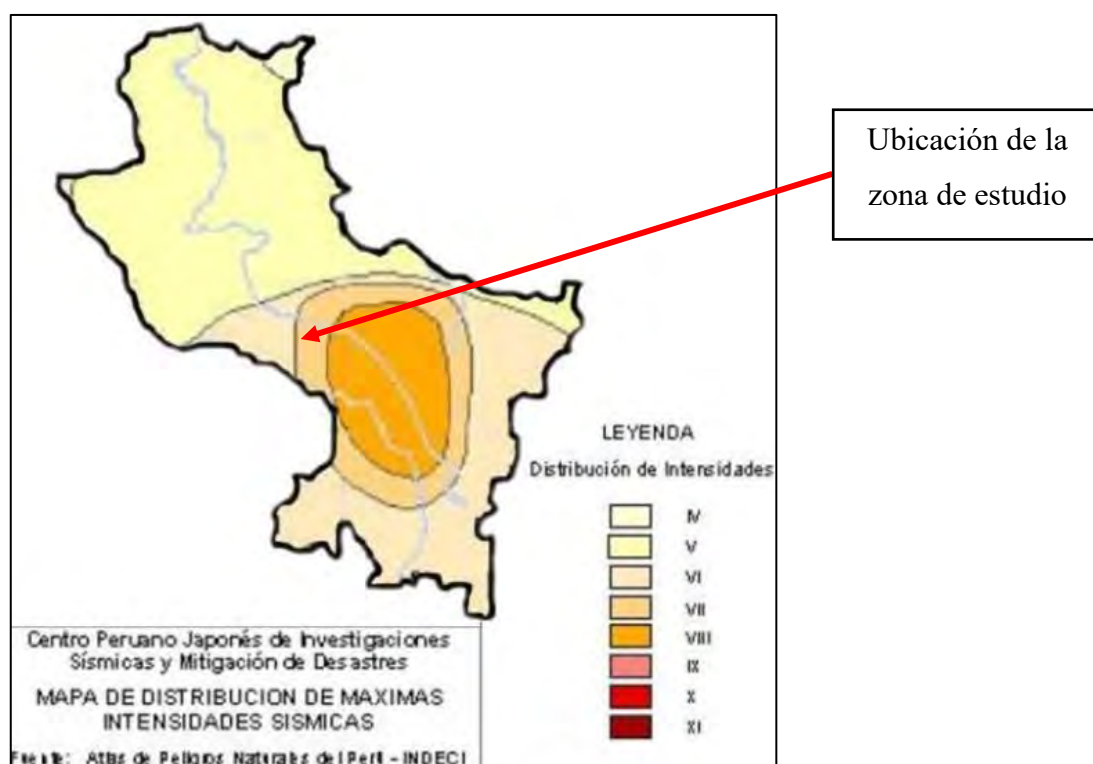 Ubicación de la
zona de estudio
LEYENDA
Distribución de Intensidades
IV
V
VI
VII
VIII
IX
X
XI
Centro Peruano Japonés de Investigaciones
Sísmicas y Mitigación de Desastres
MAPA DE DISTRIBUCION DE MAXIMAS
INTENSIDADES SISMICAS
Fuente: Atlas de Peligros Naturales del Perú - INDECI